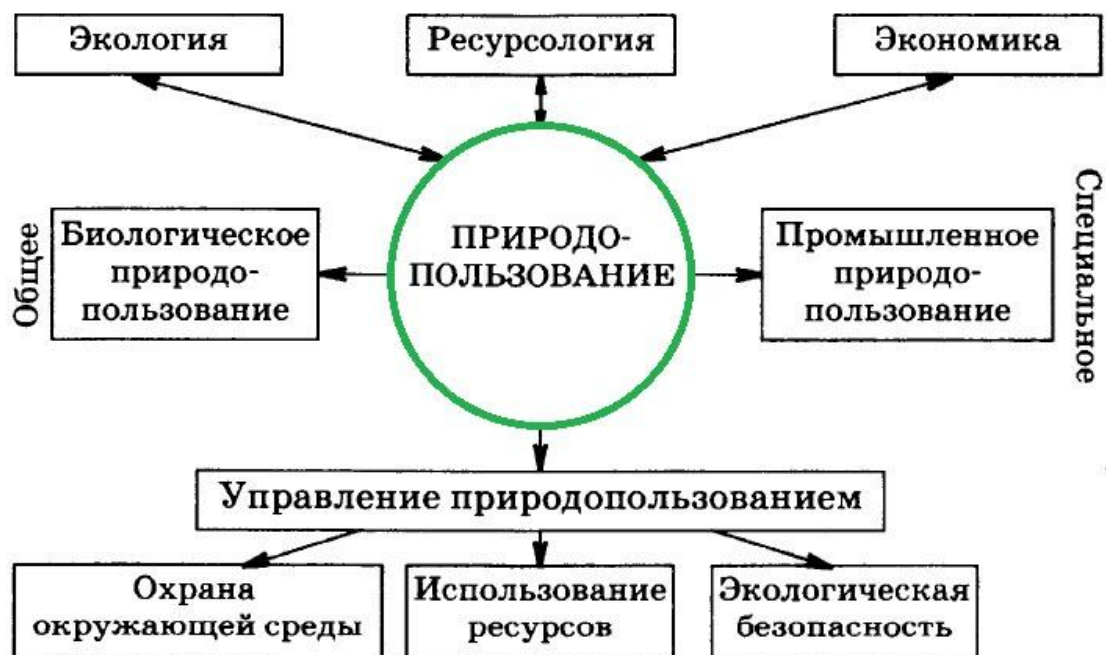 Экология
Ресурсология
Экономика
Общее
Биологическое
природо-
пользование
ПРИРОДО-
ПОЛЬЗОВАНИЕ
Промышленное
природо-
пользование
Специальное
Управление природопользованием
Охрана
окружающей среды
Использование
ресурсов
Экологическая
безопасность